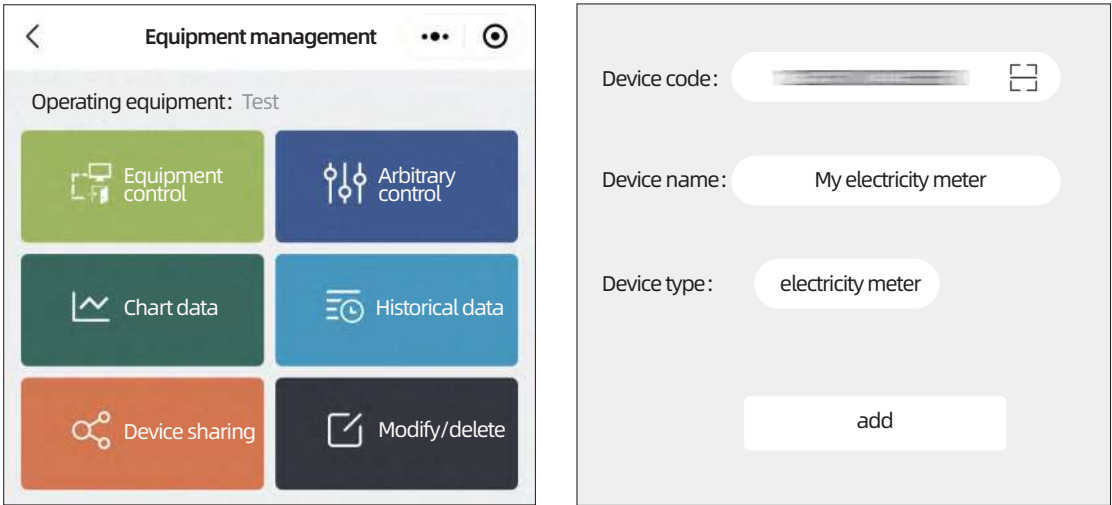 Equipment management
Operating equipment: Test
Equipment
control
Arbitrary
control
Chart data
Historical data
Device sharing
Modify/delete
Device code:
Device name: My electricity meter
Device type: electricity meter
add